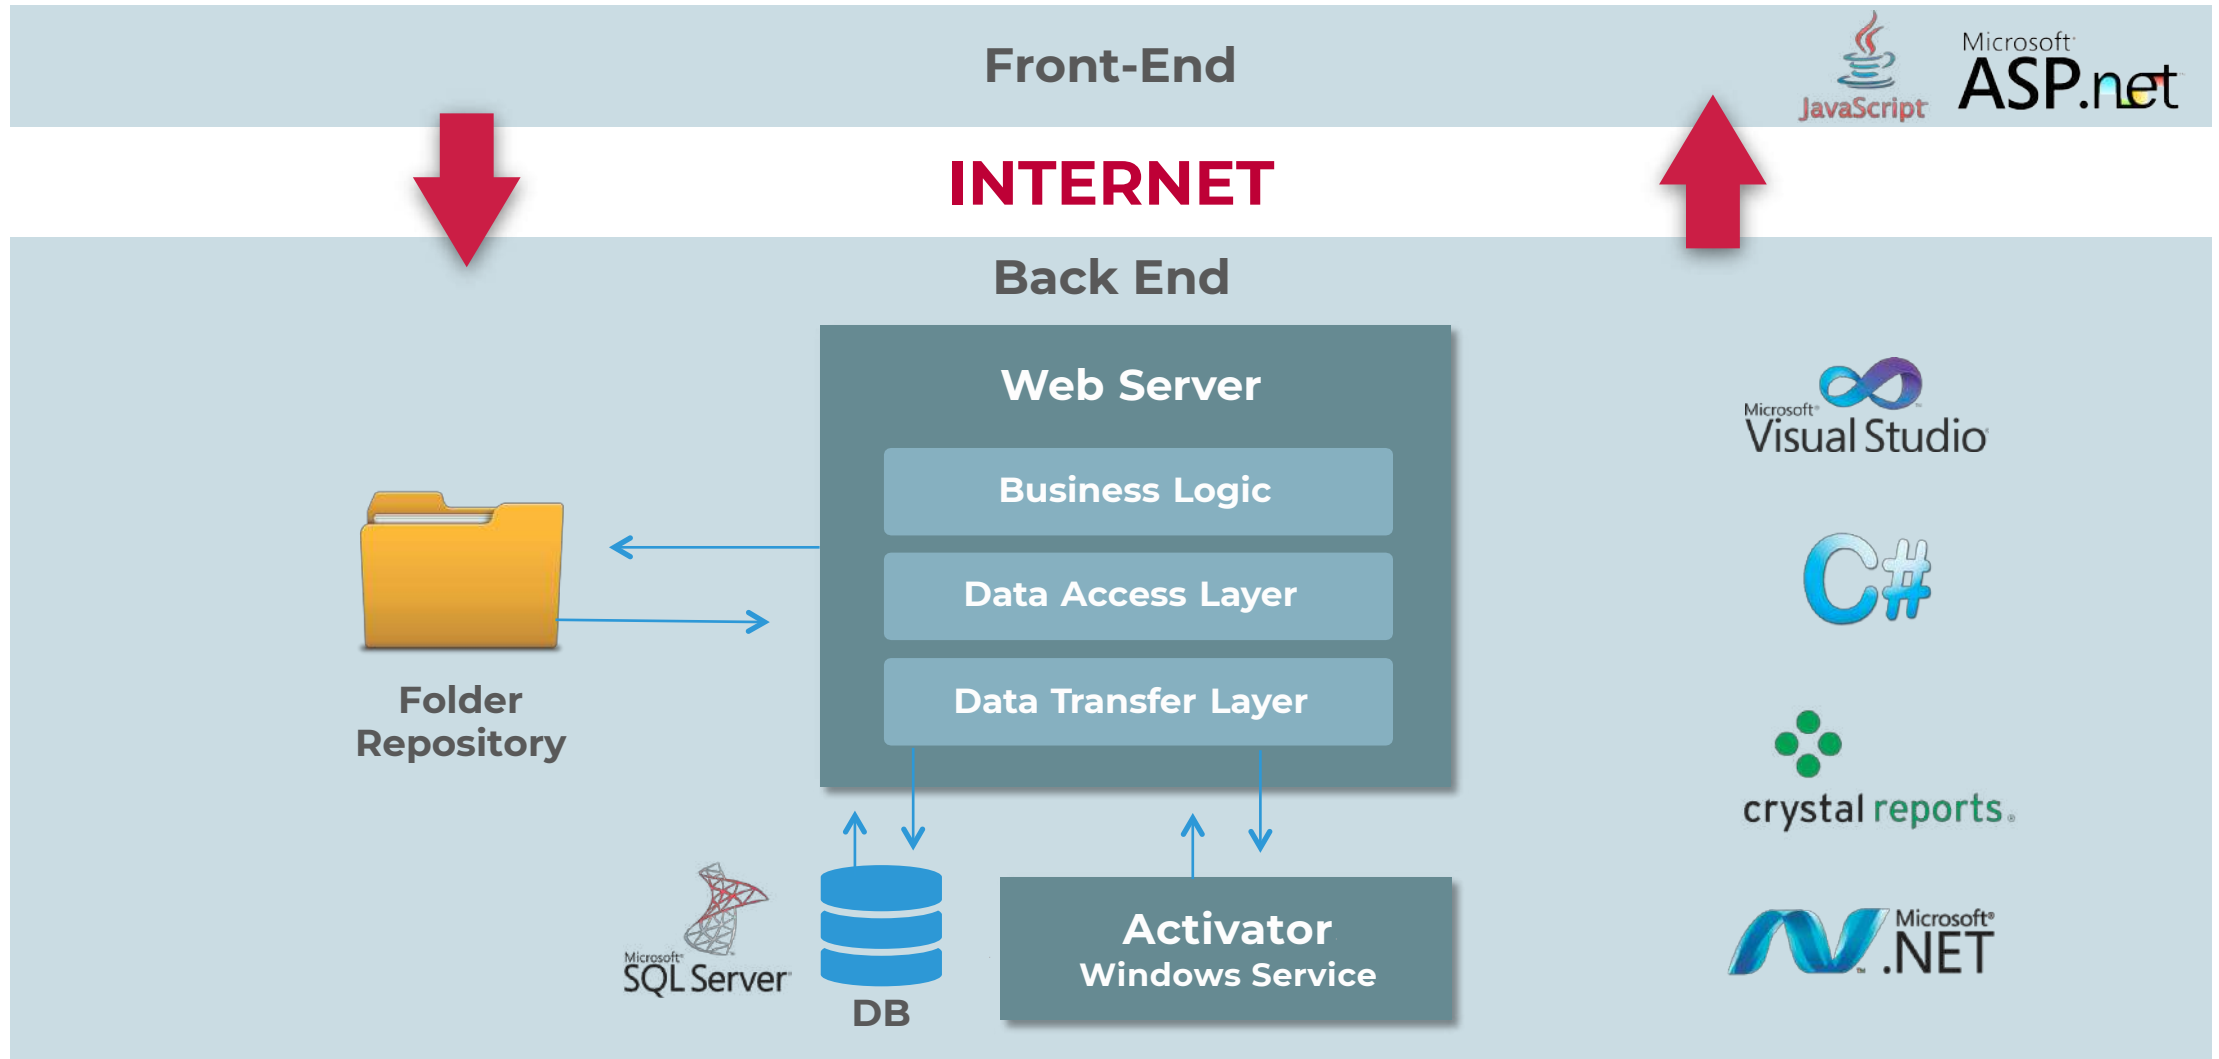 Front-End
JavaScript
Microsoft
ASP.net
INTERNET
Back End
Web Server
Business Logic
Data Access Layer
Data Transfer Layer
Folder
Repository
Microsoft®
Visual Studio
C#
crystal reports®
Microsoft®
.NET
Microsoft®
SQL Server
DB
Activator
Windows Service